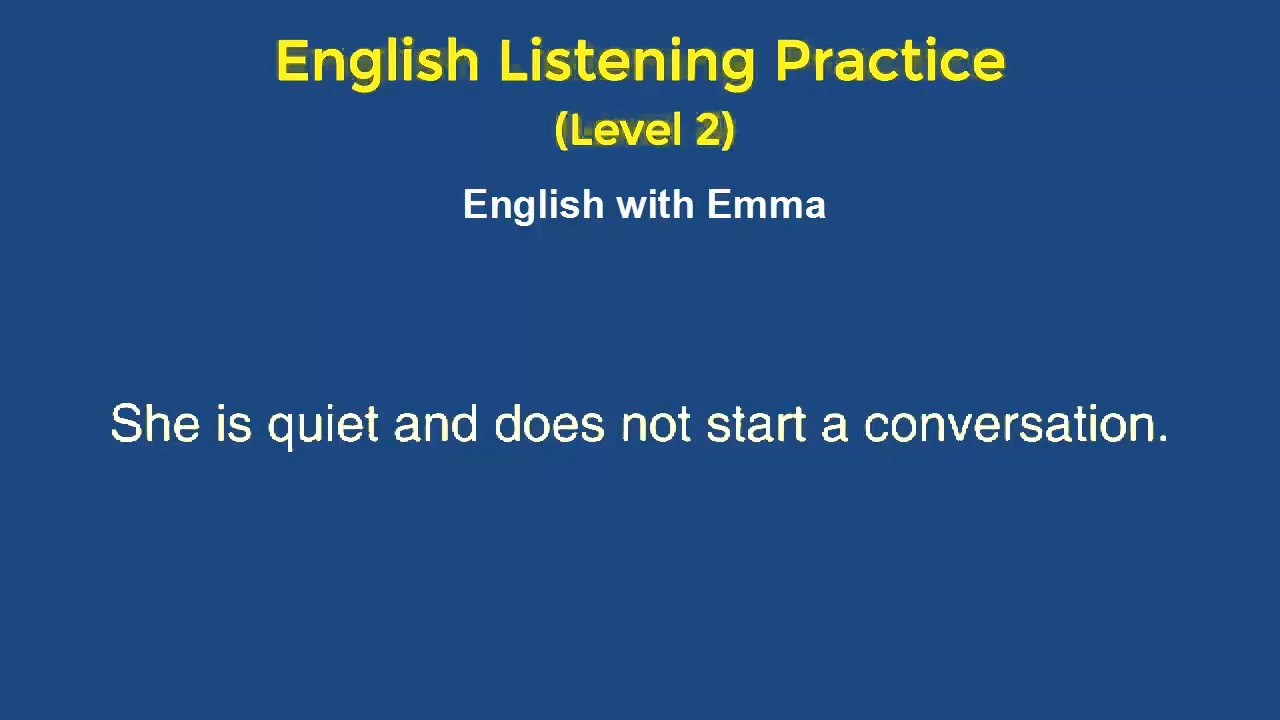 English Listening Practice
(Level 2)
English with Emma
She is quiet and does not start a conversation.